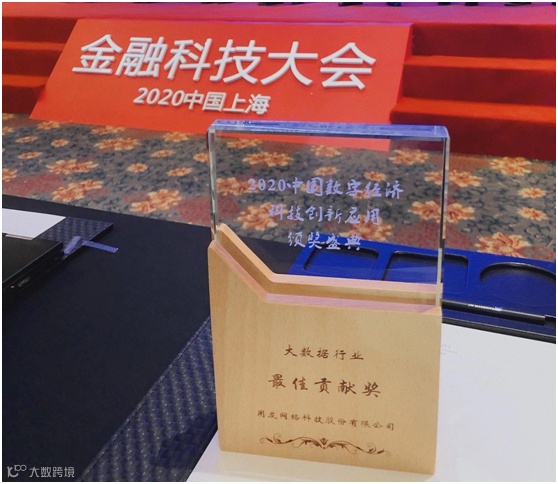 金融科技大会
2020中国上海
2020中国数字经济
科技创新应用
颁奖盛典
大数据行业
最佳贡献奖
用友网络科技股份有限公司
大数跨境